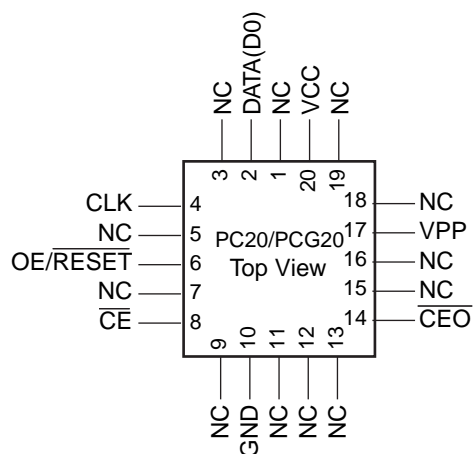 NC
DATA(D0)
NC
VCC
NC
3
2
1
20
19
CLK 4
NC 5
OE/RESET 6
NC 7
CE 8
PC20/PCG20
Top View
18 NC
17 VPP
16 NC
15 NC
14 CEO
9
10
11
12
13
NC
GND
NC
NC
NC